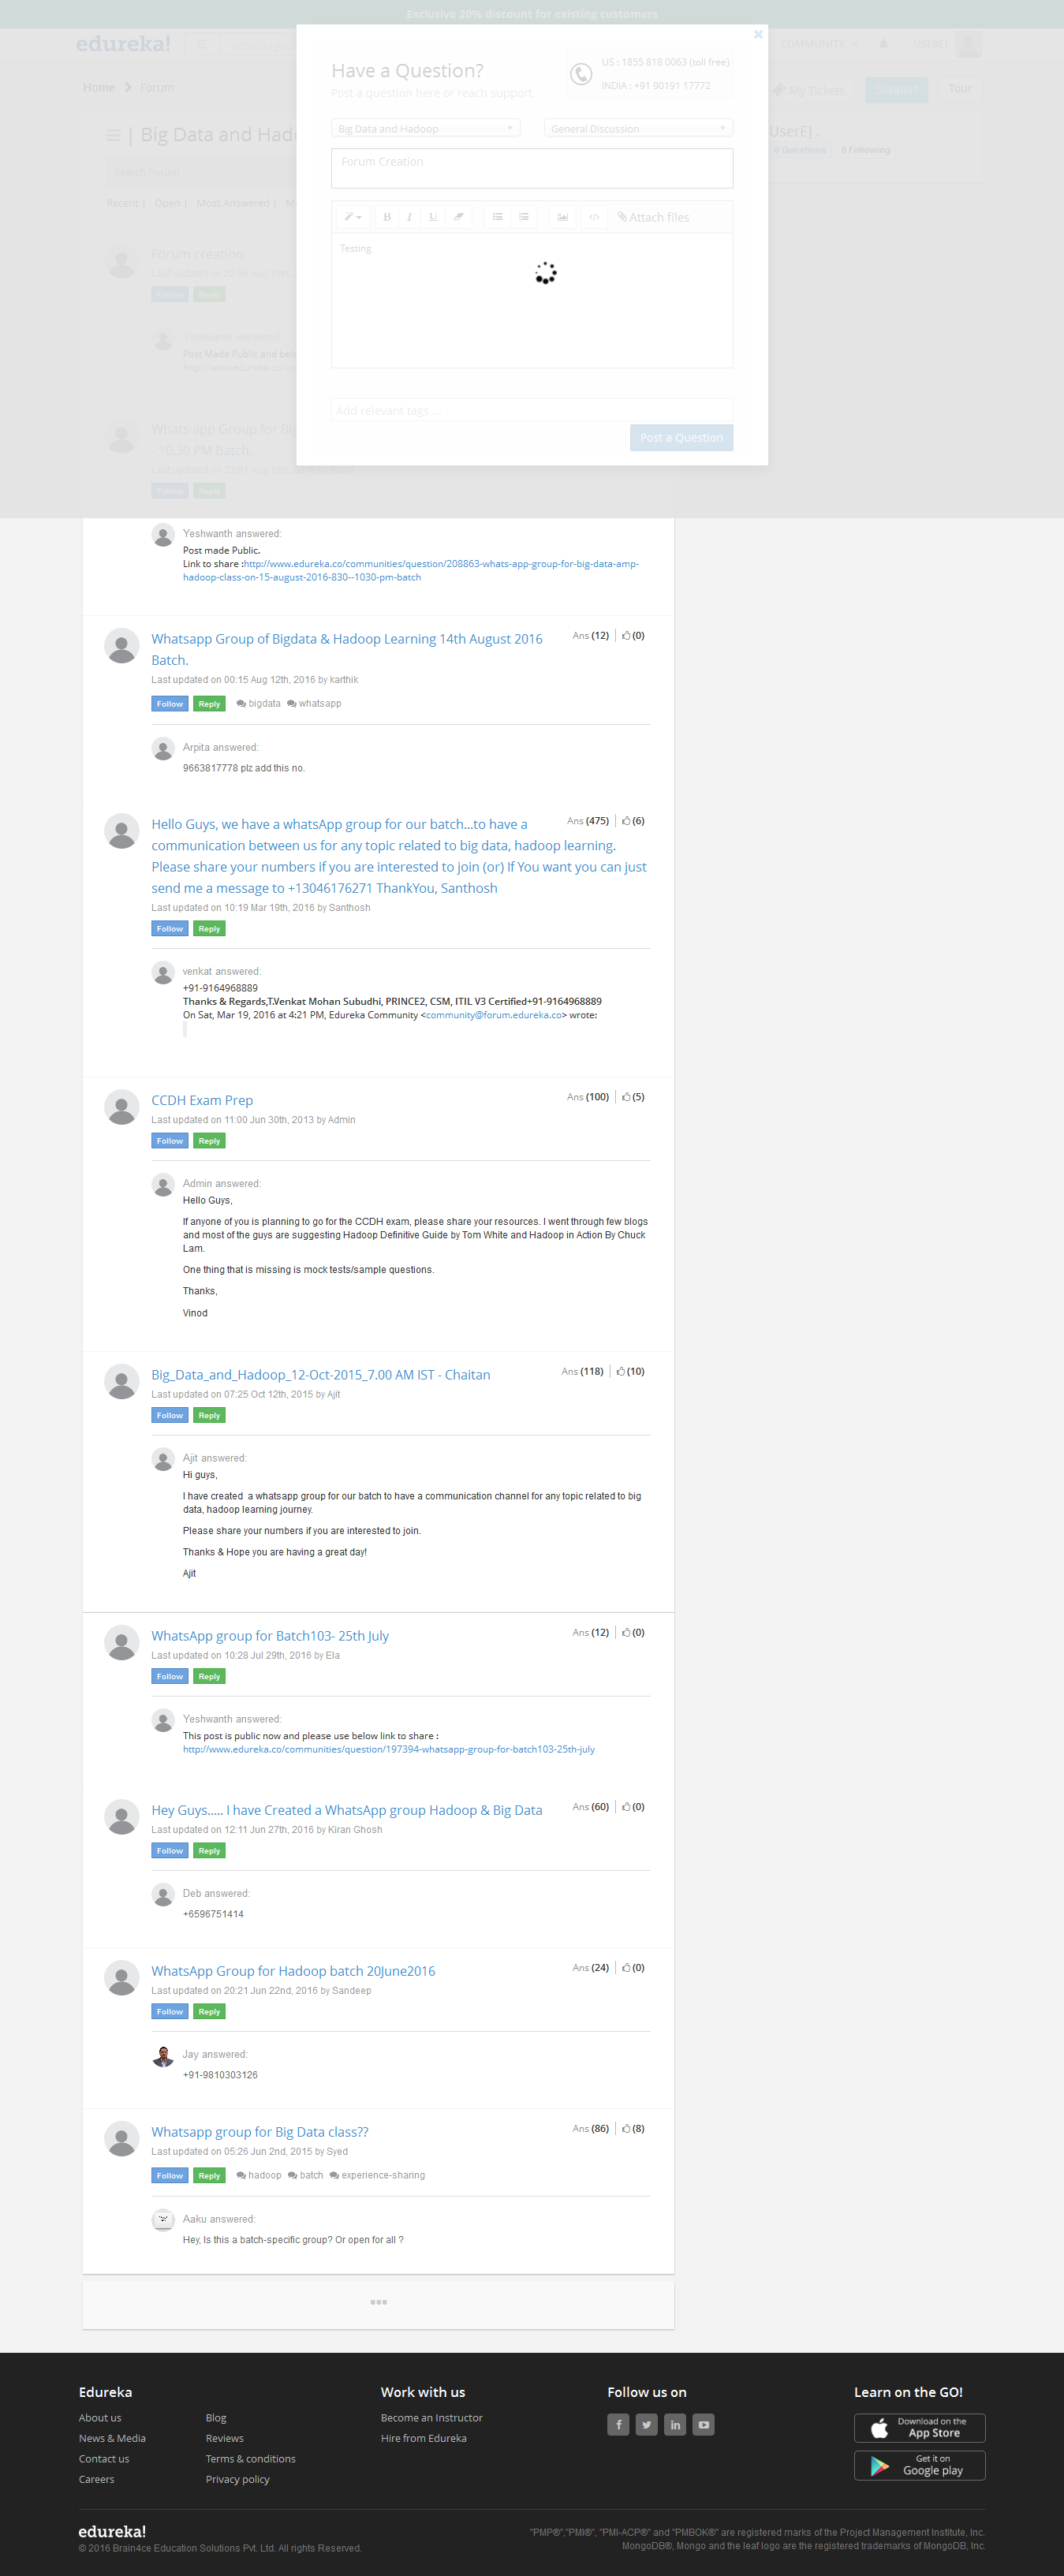 Exclusive 20% discount for existing customers
edureka!
COMMUNITY
USEREJ
Home > Forum
My Tickets
Support
Tour
| Big Data and Had
UserEJ .
0 Questions
0 Following
Search Forum
Recent | Open | Most Answered |
Have a Question?
Post a question here or reach support
US : 1855 818 0063 (toll free)
INDIA : +91 90191 17772
Big Data and Hadoop
General Discussion
Forum Creation
B I U
</> Attach files
Testing
Add relevant tags ...
Post a Question
Forum creation
Last updated on 22:55 Aug 15th,
Follow Reply
Yeshwanth answered:
Post Made Public and belo
Whats app Group for Big
- 10.30 PM Batch.
Follow Reply
Yeshwanth answered:
Post made Public.
Link to share :http://www.edureka.co/communities/question/208863-whats-app-group-for-big-data-amp-
hadoop-class-on-15-august-2016-830--1030-pm-batch
Whatsapp Group of Bigdata & Hadoop Learning 14th August 2016
Batch.
Ans (12) | (0)
Last updated on 00:15 Aug 12th, 2016 by karthik
Follow Reply bigdata whatsapp
Arpita answered:
9663817778 plz add this no.
Hello Guys, we have a whatsApp group for our batch...to have a
communication between us for any topic related to big data, hadoop learning.
Please share your numbers if you are interested to join (or) If You want you can just
send me a message to +13046176271 ThankYou, Santhosh
Ans (475) | (6)
Last updated on 10:19 Mar 19th, 2016 by Santhosh
Follow Reply
venkat answered:
+91-9164968889
Thanks & Regards,T.Venkat Mohan Subudhi, PRINCE2, CSM, ITIL V3 Certified+91-9164968889
On Sat, Mar 19, 2016 at 4:21 PM, Edureka Community <community@forum.edureka.co> wrote:
CCDH Exam Prep
Ans (100) | (5)
Last updated on 11:00 Jun 30th, 2013 by Admin
Follow Reply
Admin answered:
Hello Guys,
If anyone of you is planning to go for the CCDH exam, please share your resources. I went through few blogs
and most of the guys are suggesting Hadoop Definitive Guide by Tom White and Hadoop in Action By Chuck
Lam.
One thing that is missing is mock tests/sample questions.
Thanks,
Vinod
Big_Data_and_Hadoop_12-Oct-2015_7.00 AM IST - Chaitan
Ans (118) | (10)
Last updated on 07:25 Oct 12th, 2015 by Ajit
Follow Reply
Ajit answered:
Hi guys,
I have created a whatsapp group for our batch to have a communication channel for any topic related to big
data, hadoop learning journey.
Please share your numbers if you are interested to join.
Thanks & Hope you are having a great day!
Ajit
WhatsApp group for Batch103- 25th July
Ans (12) | (0)
Last updated on 10:28 Jul 29th, 2016 by Ela
Follow Reply
Yeshwanth answered:
This post is public now and please use below link to share :
http://www.edureka.co/communities/question/197394-whatsapp-group-for-batch103-25th-july
Hey Guys..... I have Created a WhatsApp group Hadoop & Big Data
Ans (60) | (0)
Last updated on 12:11 Jun 27th, 2016 by Kiran Ghosh
Follow Reply
Deb answered:
+6596751414
WhatsApp Group for Hadoop batch 20June2016
Ans (24) | (0)
Last updated on 20:21 Jun 22nd, 2016 by Sandeep
Follow Reply
Jay answered:
+91-9810303126
Whatsapp group for Big Data class??
Ans (86) | (8)
Last updated on 05:26 Jun 2nd, 2015 by Syed
Follow Reply hadoop batch experience-sharing
Aaku answered:
Hey, Is this a batch-specific group? Or open for all ?
Edureka
About us
News & Media
Contact us
Careers
Blog
Reviews
Terms & conditions
Privacy policy
Work with us
Become an Instructor
Hire from Edureka
Follow us on
Learn on the GO!
Download on the
App Store
Get it on
Google play
edureka!
© 2016 Brain4ce Education Solutions Pvt. Ltd. All rights Reserved.
"PMP®","PMI®", "PMI-ACP®" and "PMBOK®" are registered marks of the Project Management Institute, Inc.
MongoDB®, Mongo and the leaf logo are the registered trademarks of MongoDB, Inc.